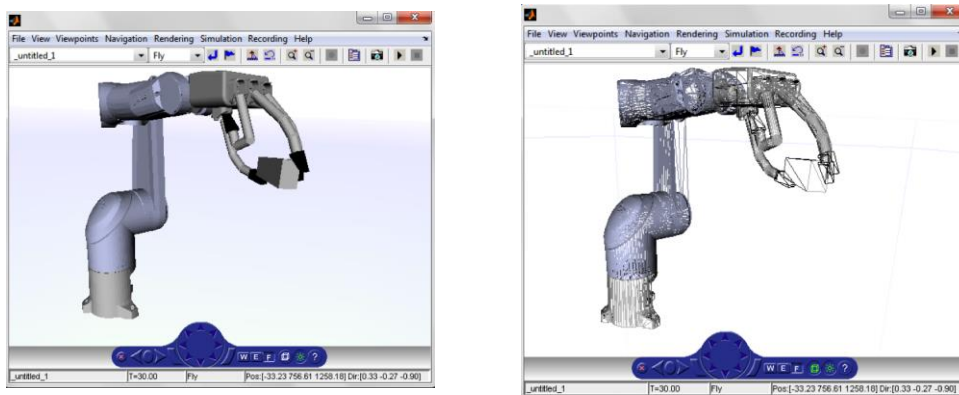 File View Viewpoints Navigation Rendering Simulation Recording Help
_untitled_1 Fly
W E F ?
_untitled_1 T=30.00 Fly Pos:[-33.23 756.61 1258.18] Dir:[0.33 -0.27 -0.90]
File View Viewpoints Navigation Rendering Simulation Recording Help
_untitled_1 Fly
W E F ?
_untitled_1 T=30.00 Fly Pos:[-33.23 756.61 1258.18] Dir:[0.33 -0.27 -0.90]